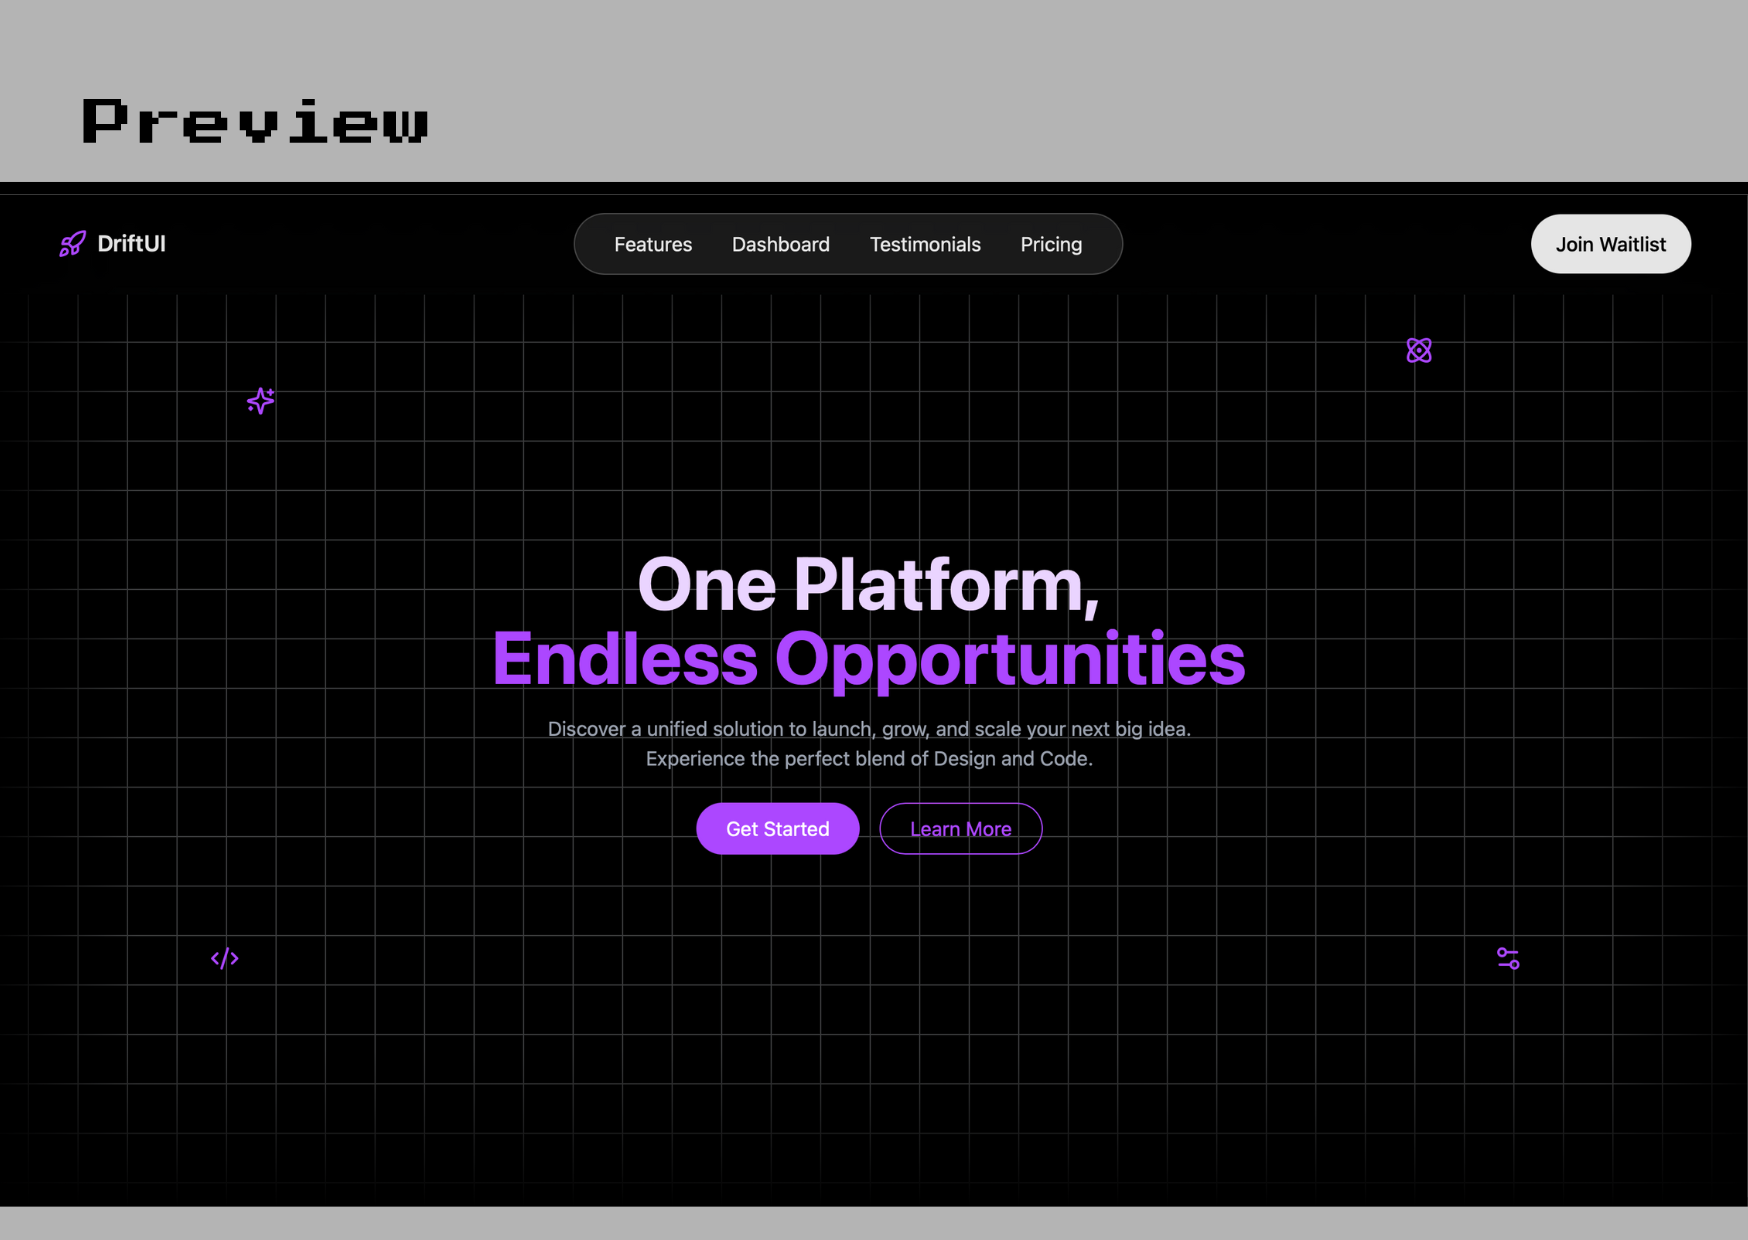 Preview
DriftUI
Features
Dashboard
Testimonials
Pricing
Join Waitlist
One Platform,
Endless Opportunities
Discover a unified solution to launch, grow, and scale your next big idea.
Experience the perfect blend of Design and Code.
Get Started
Learn More